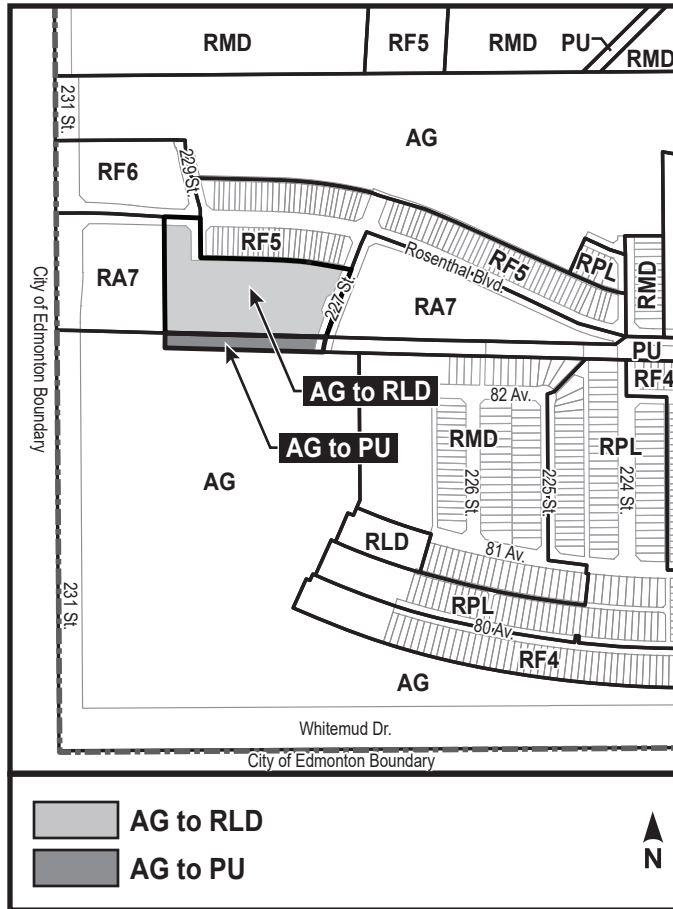 RMD
RF5
RMD
PU
RMD
231 St.
AG
RF6
229 St.
RF5
RF5
RPL
RMD
Rosenthal Blvd.
RA7
227 St.
RA7
PU
City of Edmonton Boundary
AG to RLD
RF4
82 Av.
AG to PU
RMD
RPL
AG
226 St.
225 St.
224 St.
RLD
81 Av.
231 St.
RPL
80 Av.
RF4
AG
Whitemud Dr.
City of Edmonton Boundary
AG to RLD
AG to PU
N